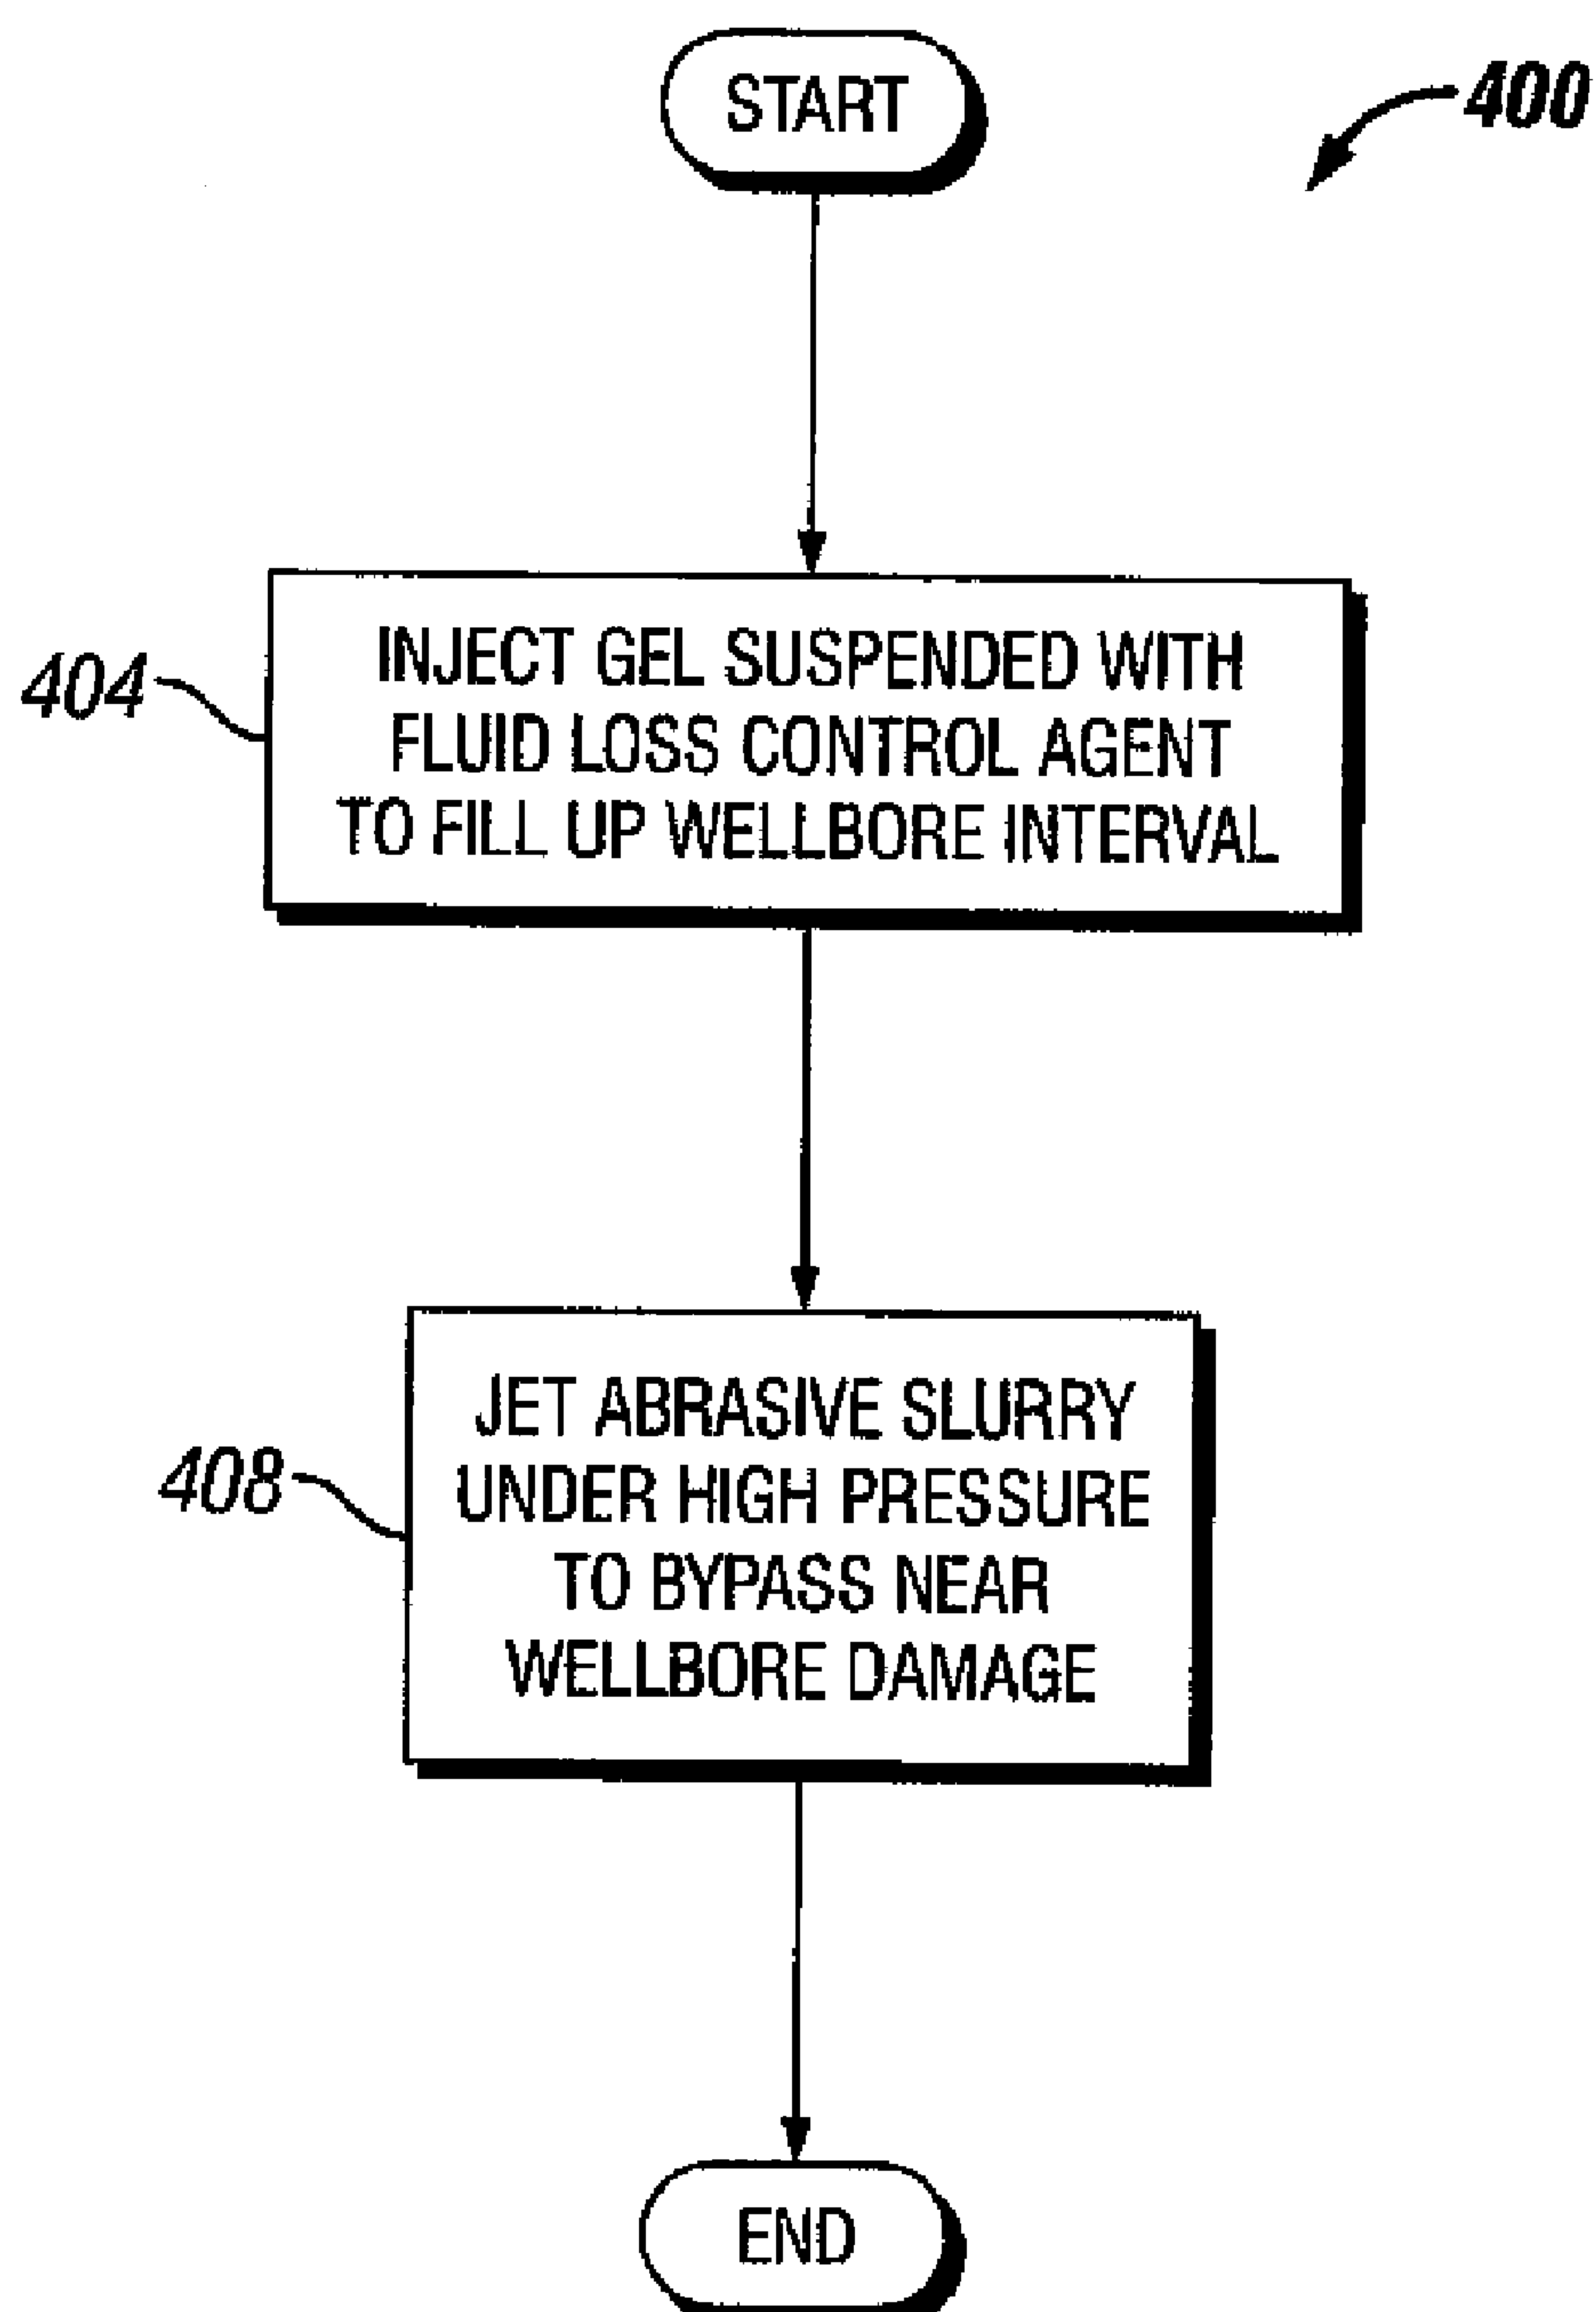 START
400
404
INJECT GEL SUSPENDED WITH
FLUID LOSS CONTROL AGENT
TO FILL UP WELLBORE INTERVAL
408
JET ABRASIVE SLURRY
UNDER HIGH PRESSURE
TO BYPASS NEAR
WELLBORE DAMAGE
END